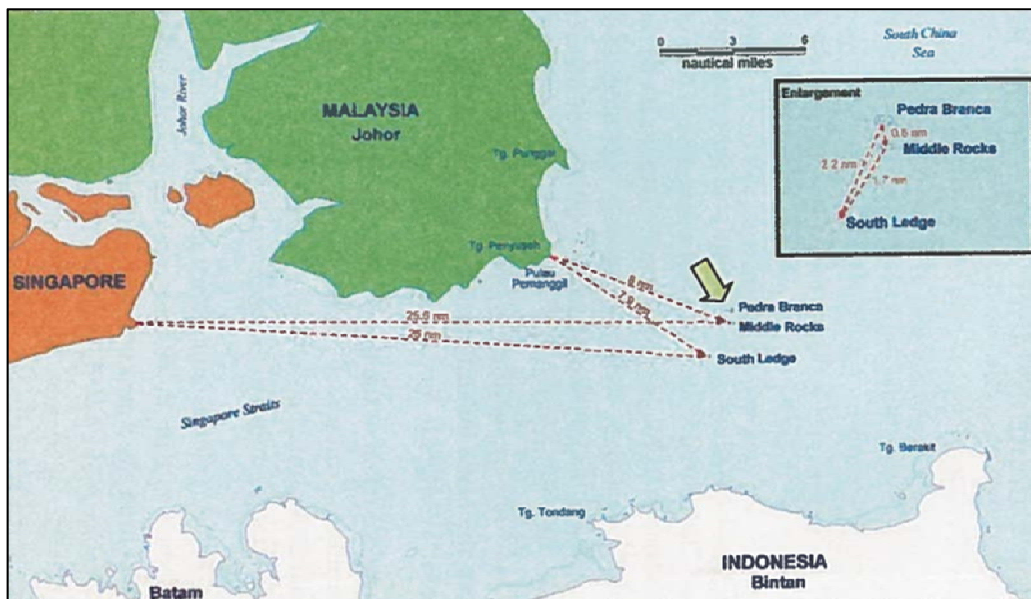 South China
Sea
0 3 6
nautical miles
Enlargement
Pedra Branca
0.6 nm
Middle Rocks
2.2 nm
1.7 nm
South Ledge
Johor River
MALAYSIA
Johor
Tg. Punggai
Tg. Penyusoh
Pulau
Pemanggil
SINGAPORE
8 nm
7.9 nm
Pedra Branca
25.5 nm
Middle Rocks
25 nm
South Ledge
Singapore Straits
Tg. Berakit
Tg. Tondang
INDONESIA
Bintan
Batam